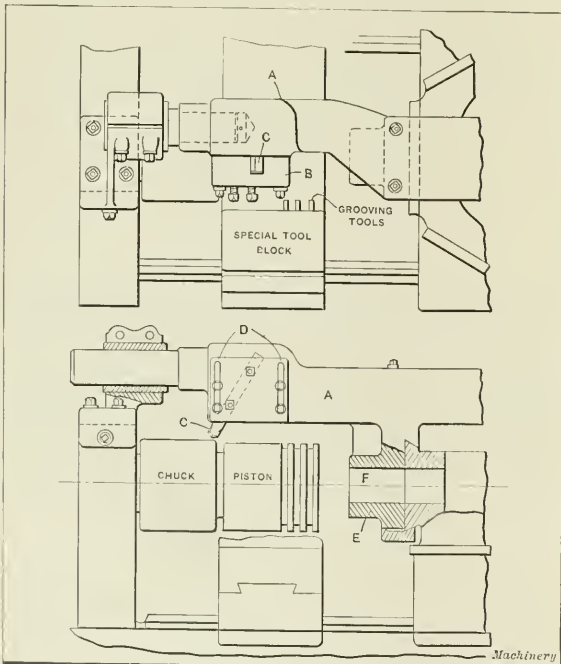 A
C
B
GROOVING
TOOLS
SPECIAL TOOL
BLOCK
D
A
C
CHUCK
PISTON
F
E
Machinery